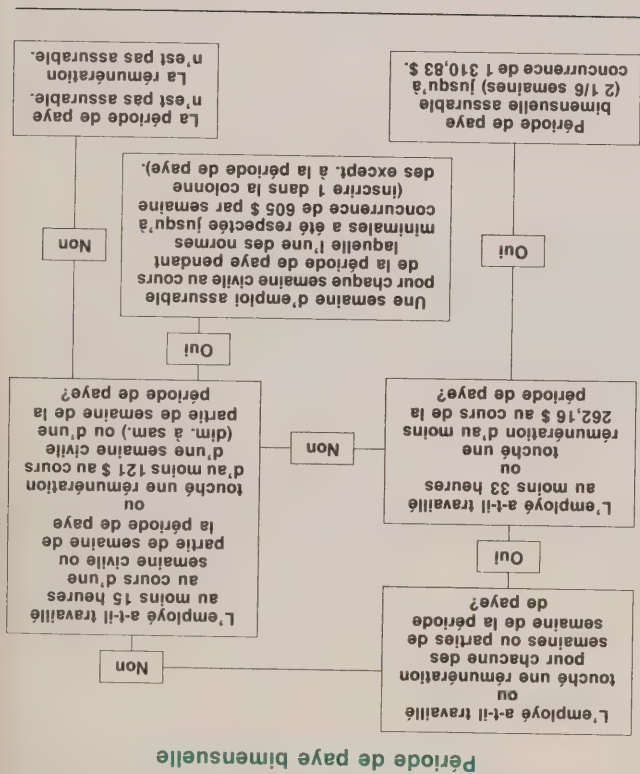 Période de paye bimensuelle
L'employé a-t-il travaillé
ou
touché une rémunération
pour chacune des
semaines ou parties de
semaine de la période
de paye?
Oui
Non
L'employé a-t-il travaillé
au moins 33 heures
ou
touché une
rémunération d'au moins
262,16 $ au cours de la
période de paye?
Non
L'employé a-t-il travaillé
au moins 15 heures
au cours d'une
semaine civile ou
partie de semaine de
la période de paye
ou
touché une rémunération
d'au moins 121 $ au cours
d'une semaine civile
(dim. à sam.) ou d'une
partie de semaine de la
période de paye?
Oui
Oui
Non
Une semaine d'emploi assurable
pour chaque semaine civile au cours
de la période de paye pendant
laquelle l'une des normes
minimales a été respectée jusqu'à
concurrence de 605 $ par semaine
(inscrire 1 dans la colonne
des except. à la période de paye).
Période de paye
bimensuelle assurable
(2 1/6 semaines) jusqu'à
concurrence de 1 310,83 $.
La période de paye
n'est pas assurable.
La rémunération
n'est pas assurable.